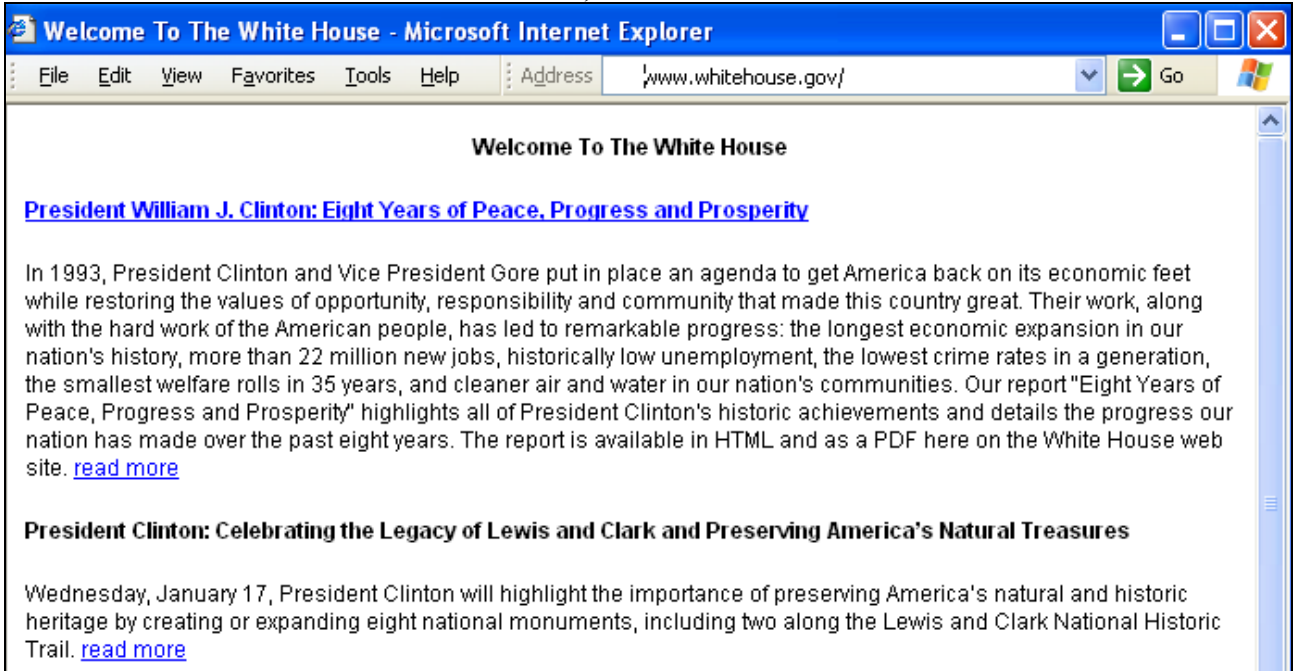 Welcome To The White House - Microsoft Internet Explorer
File Edit View Favorites Tools Help Address www.whitehouse.gov/ Go
Welcome To The White House
President William J. Clinton: Eight Years of Peace, Progress and Prosperity
In 1993, President Clinton and Vice President Gore put in place an agenda to get America back on its economic feet
while restoring the values of opportunity, responsibility and community that made this country great. Their work, along
with the hard work of the American people, has led to remarkable progress: the longest economic expansion in our
nation's history, more than 22 million new jobs, historically low unemployment, the lowest crime rates in a generation,
the smallest welfare rolls in 35 years, and cleaner air and water in our nation's communities. Our report "Eight Years of
Peace, Progress and Prosperity" highlights all of President Clinton's historic achievements and details the progress our
nation has made over the past eight years. The report is available in HTML and as a PDF here on the White House web
site. read more
President Clinton: Celebrating the Legacy of Lewis and Clark and Preserving America's Natural Treasures
Wednesday, January 17, President Clinton will highlight the importance of preserving America's natural and historic
heritage by creating or expanding eight national monuments, including two along the Lewis and Clark National Historic
Trail. read more